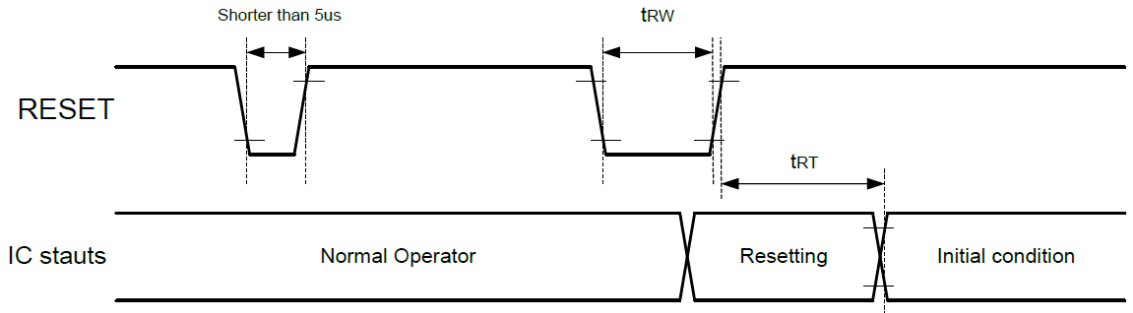 Shorter than 5us
tRW
RESET
tRT
IC stauts
Normal Operator
Resetting
Initial condition